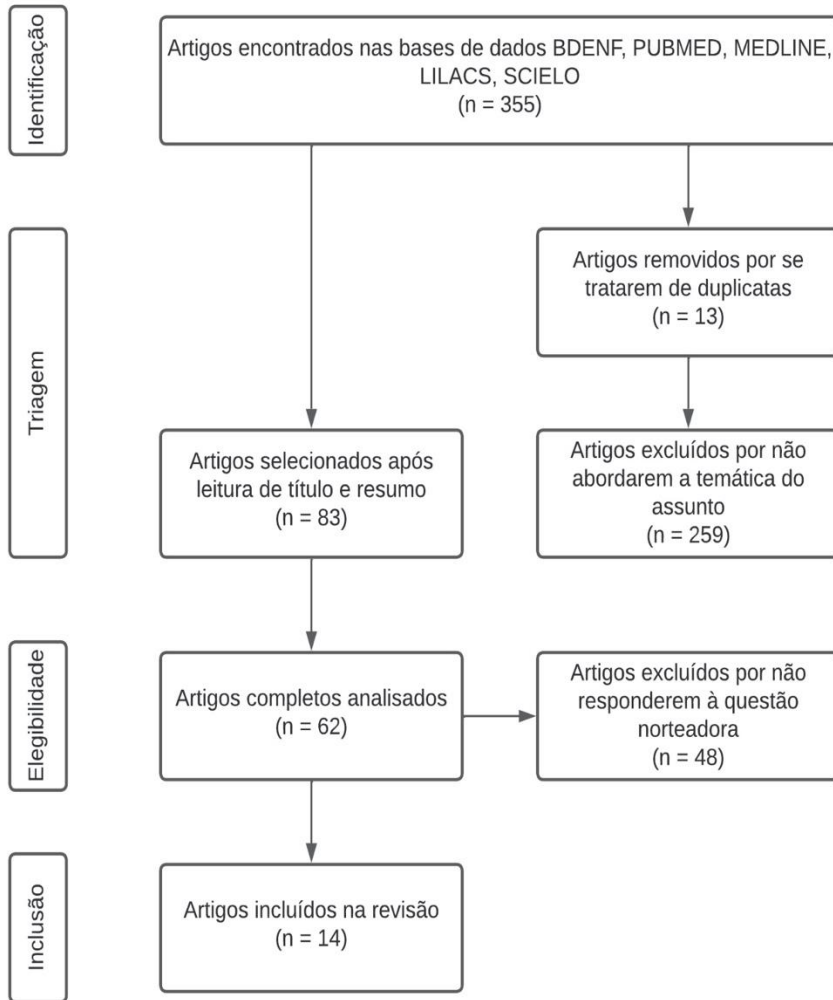 Identificação
Artigos encontrados nas bases de dados BDENF, PUBMED, MEDLINE,
LILACS, SCIELO
(n = 355)
Triagem
Artigos removidos por se
tratarem de duplicatas
(n = 13)
Artigos selecionados após
leitura de título e resumo
(n = 83)
Artigos excluídos por não
abordarem a temática do
assunto
(n = 259)
Elegibilidade
Artigos completos analisados
(n = 62)
Artigos excluídos por não
responderem à questão
norteadora
(n = 48)
Inclusão
Artigos incluídos na revisão
(n = 14)